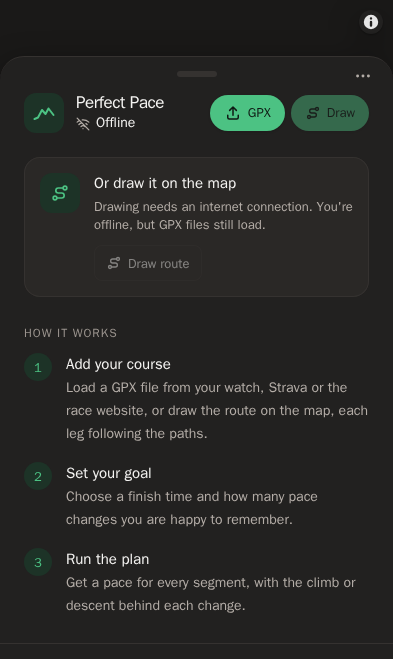 Perfect Pace
Offline
GPX
Draw
Or draw it on the map
Drawing needs an internet connection. You're
offline, but GPX files still load.
Draw route
HOW IT WORKS
1
Add your course
Load a GPX file from your watch, Strava or the
race website, or draw the route on the map, each
leg following the paths.
2
Set your goal
Choose a finish time and how many pace
changes you are happy to remember.
3
Run the plan
Get a pace for every segment, with the climb or
descent behind each change.